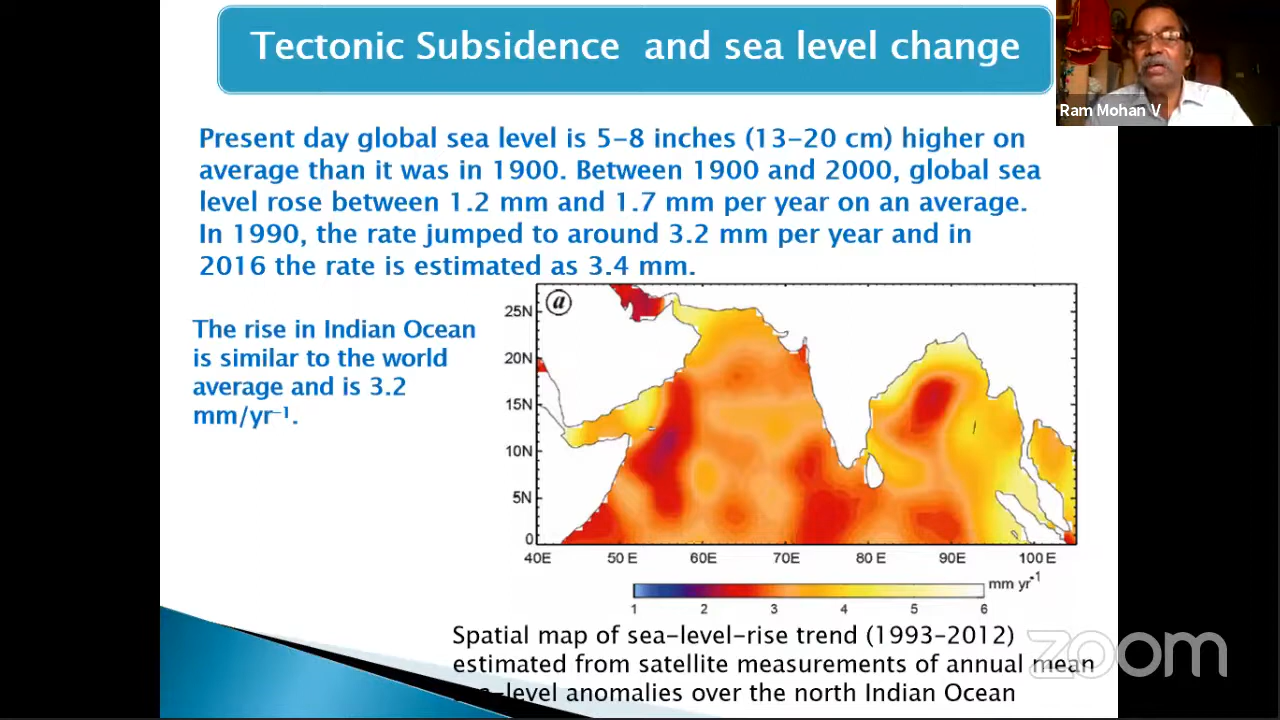 Tectonic Subsidence and sea level change
Ram Mohan V
Present day global sea level is 5-8 inches (13-20 cm) higher on
average than it was in 1900. Between 1900 and 2000, global sea
level rose between 1.2 mm and 1.7 mm per year on an average.
In 1990, the rate jumped to around 3.2 mm per year and in
2016 the rate is estimated as 3.4 mm.
The rise in Indian Ocean
is similar to the world
average and is 3.2
mm/yr⁻¹.
a
25N
20N
15N
10N
5N
0
40E 50 E 60E 70E 80 E 90E 100 E
mm yr⁻¹
1 2 3 4 5 6
Spatial map of sea-level-rise trend (1993-2012)
estimated from satellite measurements of annual mean
-level anomalies over the north Indian Ocean
zoom